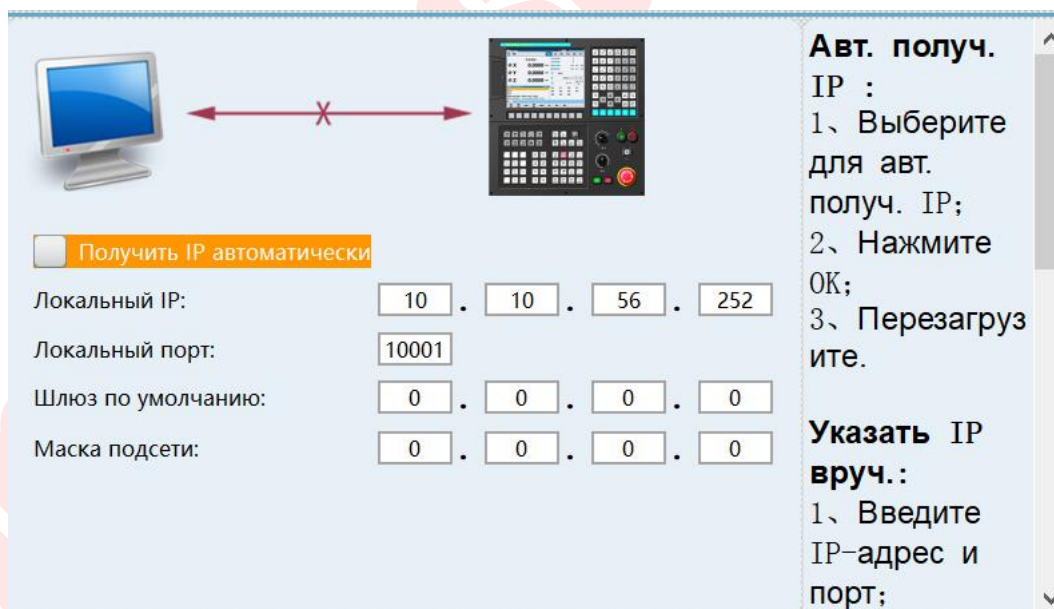 Получить IP автоматически
Локальный IP: 10 . 10 . 56 . 252
Локальный порт: 10001
Шлюз по умолчанию: 0 . 0 . 0 . 0
Маска подсети: 0 . 0 . 0 . 0
Авт. получ.
IP :
1、Выберите
для авт.
получ. IP;
2、Нажмите
OK;
3、Перезагруз
ите.
Указать IP
вруч.:
1、Введите
IP-адрес и
порт;